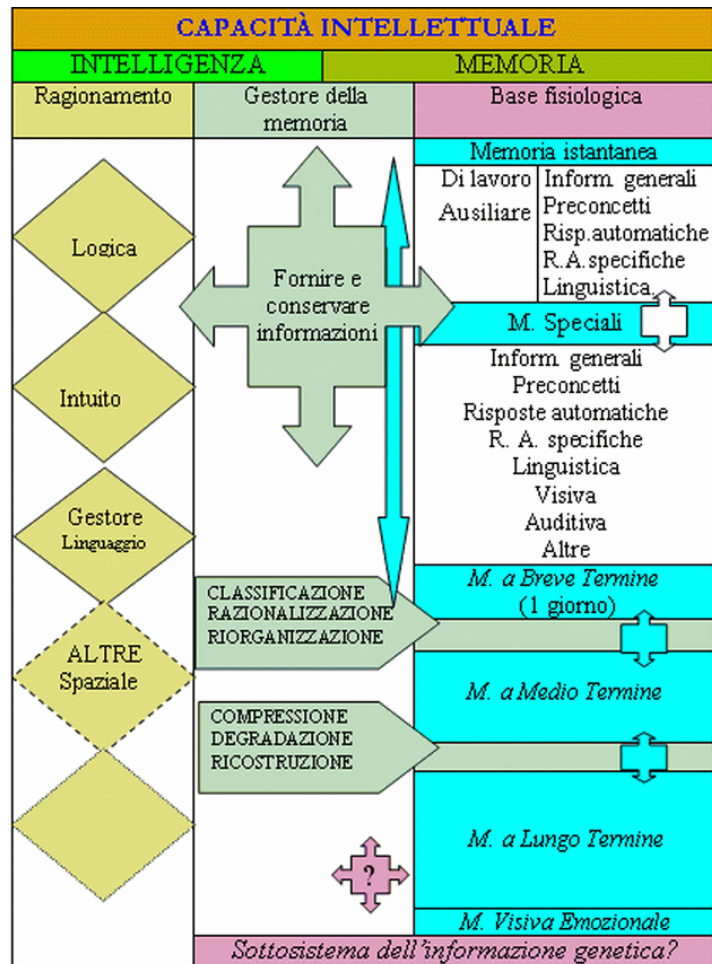 CAPACITÀ INTELLETTUALE
INTELLIGENZA
MEMORIA
Ragionamento
Gestore della
memoria
Base fisiologica
Logica
Intuito
Gestore
Linguaggio
ALTRE
Spaziale
Fornire e
conservare
informazioni
CLASSIFICAZIONE
RAZIONALIZZAZIONE
RIORGANIZZAZIONE
COMPRESSIONE
DEGRADAZIONE
RICOSTRUZIONE
?
Memoria istantanea
Di lavoro
Ausiliare
Inform. generali
Preconcetti
Risp.automatiche
R.A.specifiche
Linguistica.
M. Speciali
Inform. generali
Preconcetti
Risposte automatiche
R. A. specifiche
Linguistica
Visiva
Auditiva
Altre
M. a Breve Termine
(1 giorno)
M. a Medio Termine
M. a Lungo Termine
M. Visiva Emozionale
Sottosistema dell'informazione genetica?